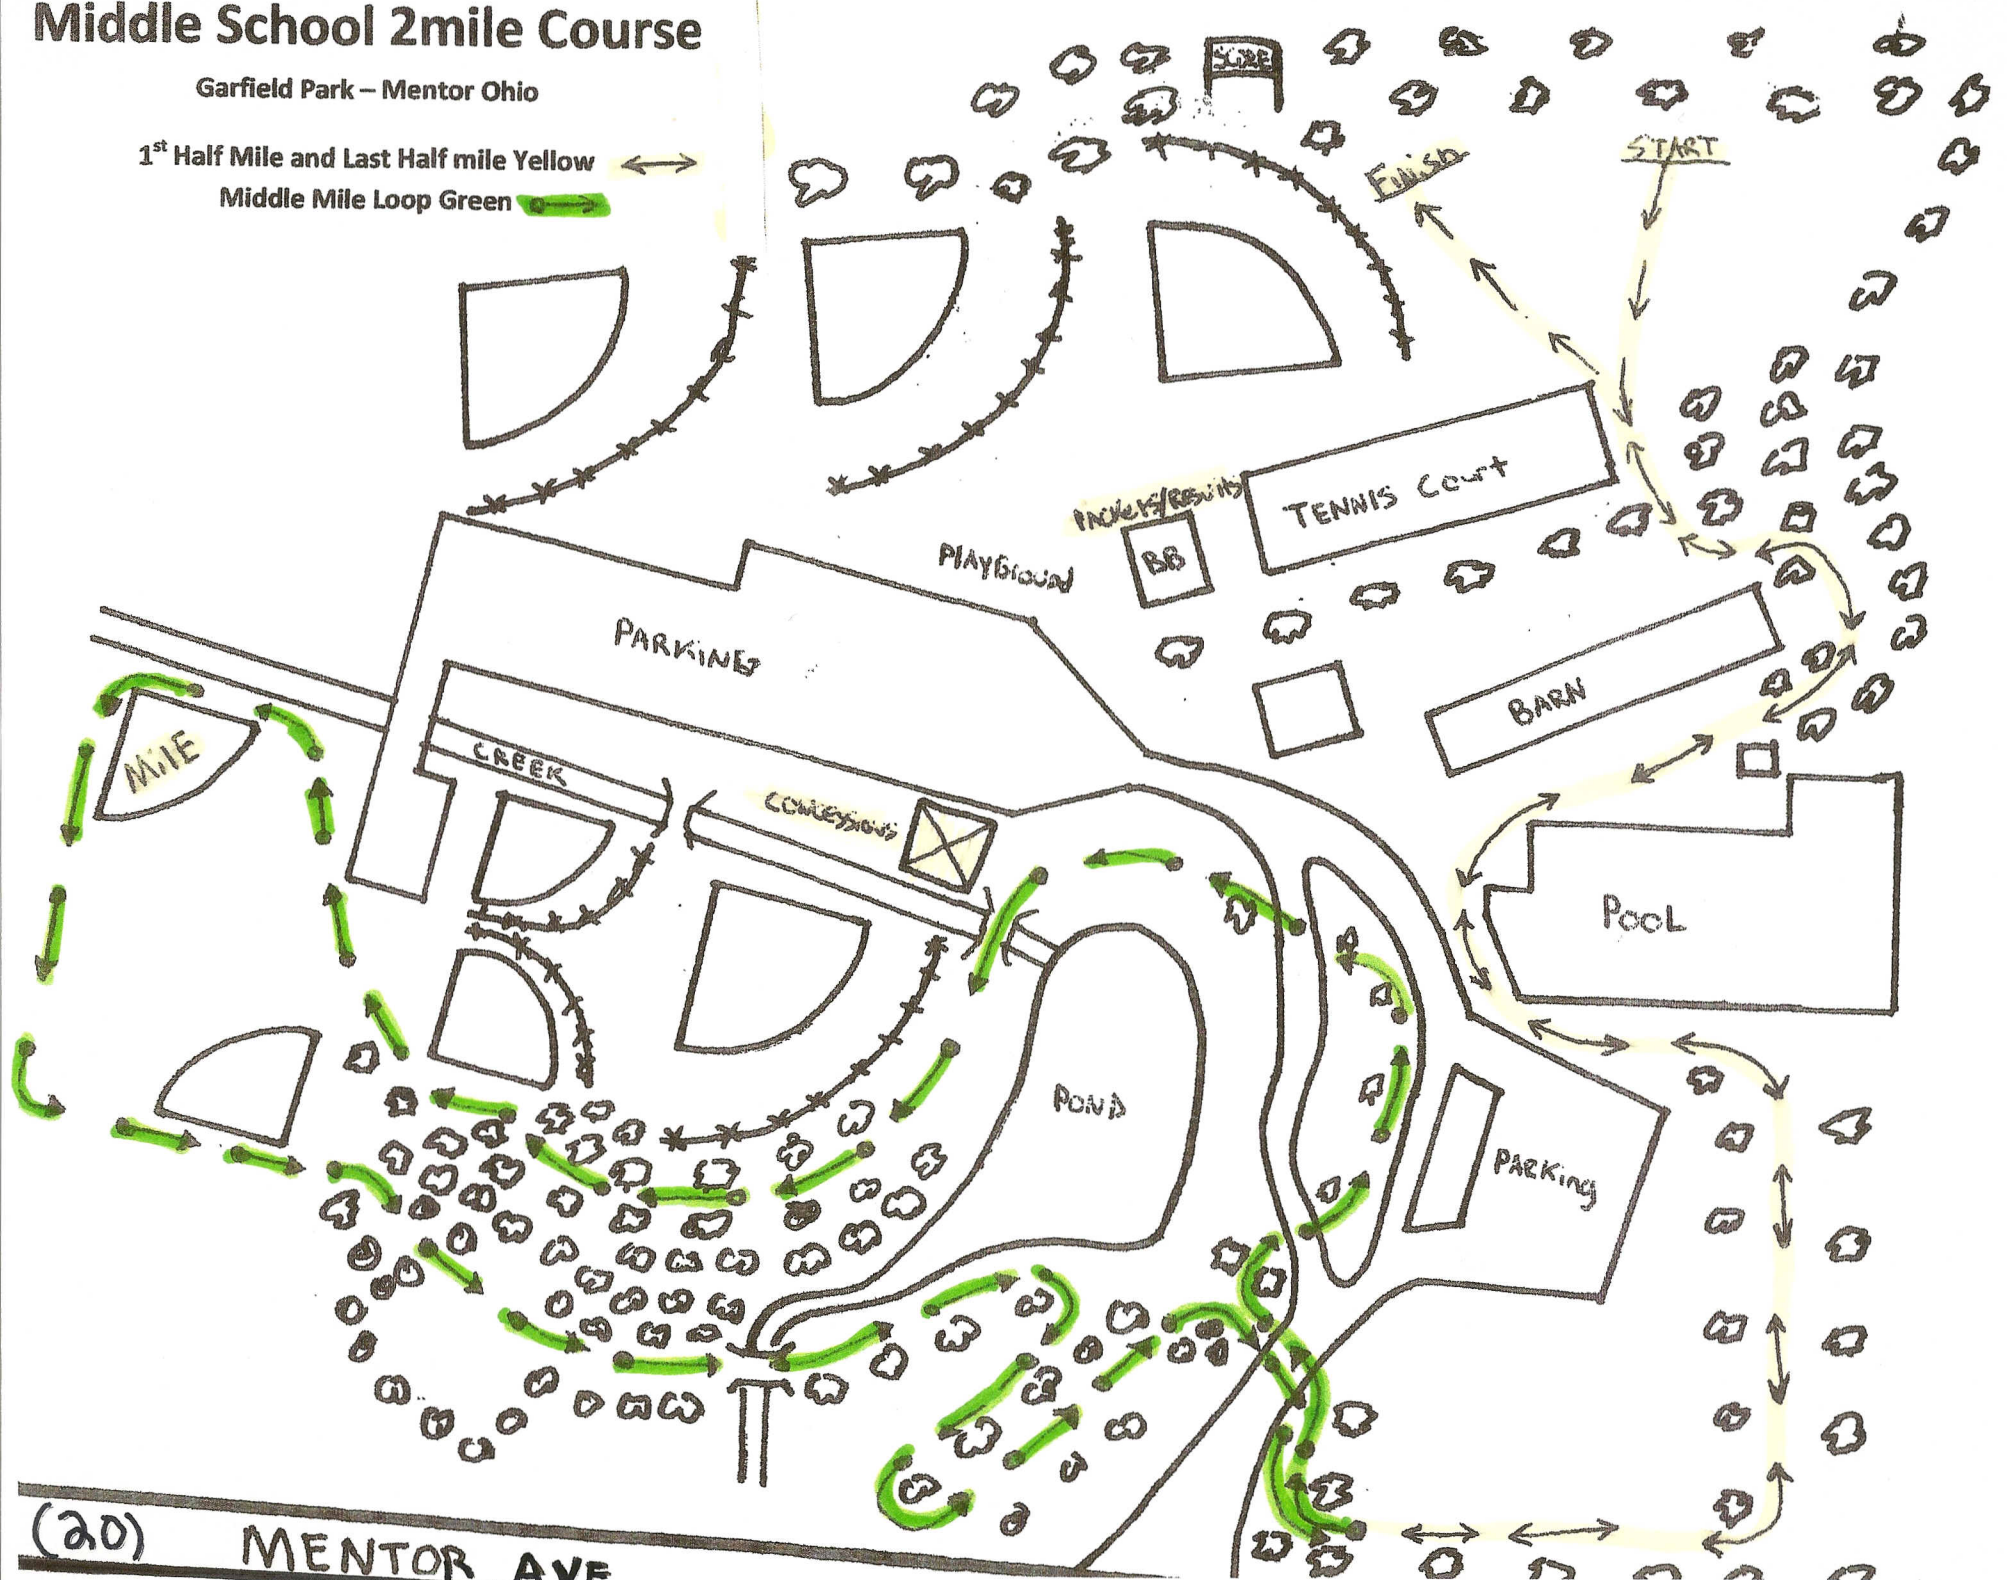 Middle School 2mile Course
Garfield Park – Mentor Ohio
1st Half Mile and Last Half mile Yellow
Middle Mile Loop Green
SCORE
Finish
START
TENNIS Court
PACKETS/RESULTS
BB
PlAYGround
PARKING
BARN
MilE
CREEK
CONCESSIONS
POOL
POND
PARKing
(20) MENTOR AVE